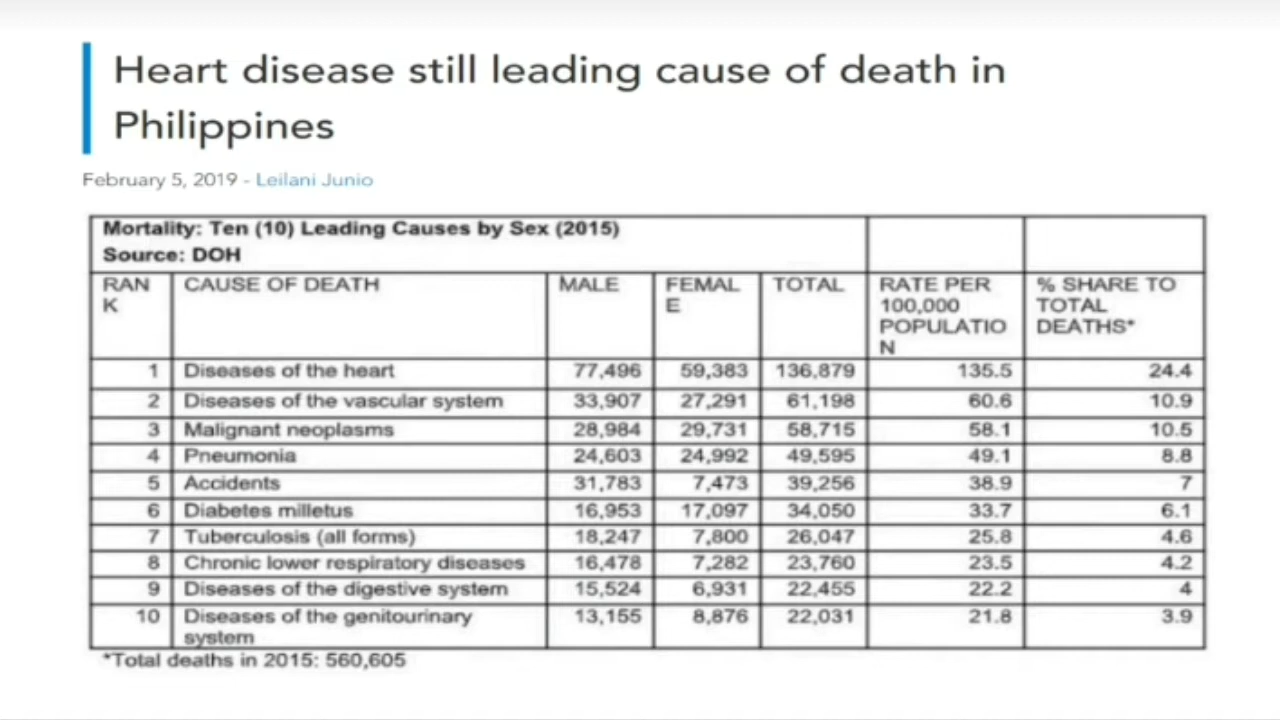 Heart disease still leading cause of death in
Philippines
February 5, 2019 - Leilani Junio
Mortality: Ten (10) Leading Causes by Sex (2015)
Source: DOH
RAN CAUSE OF DEATH MALE FEMAL TOTAL RATE PER % SHARE TO
K E 100,000 TOTAL
POPULATIO DEATHS*
N
1 Diseases of the heart 77,496 59,383 136,879 135.5 24.4
2 Diseases of the vascular system 33,907 27,291 61,198 60.6 10.9
3 Malignant neoplasms 28,984 29,731 58,715 58.1 10.5
4 Pneumonia 24,603 24,992 49,595 49.1 8.8
5 Accidents 31,783 7,473 39,256 38.9 7
6 Diabetes milletus 16,953 17,097 34,050 33.7 6.1
7 Tuberculosis (all forms) 18,247 7,800 26,047 25.8 4.6
8 Chronic lower respiratory diseases 16,478 7,282 23,760 23.5 4.2
9 Diseases of the digestive system 15,524 6,931 22,455 22.2 4
10 Diseases of the genitourinary 13,155 8,876 22,031 21.8 3.9
system
*Total deaths in 2015: 560,605